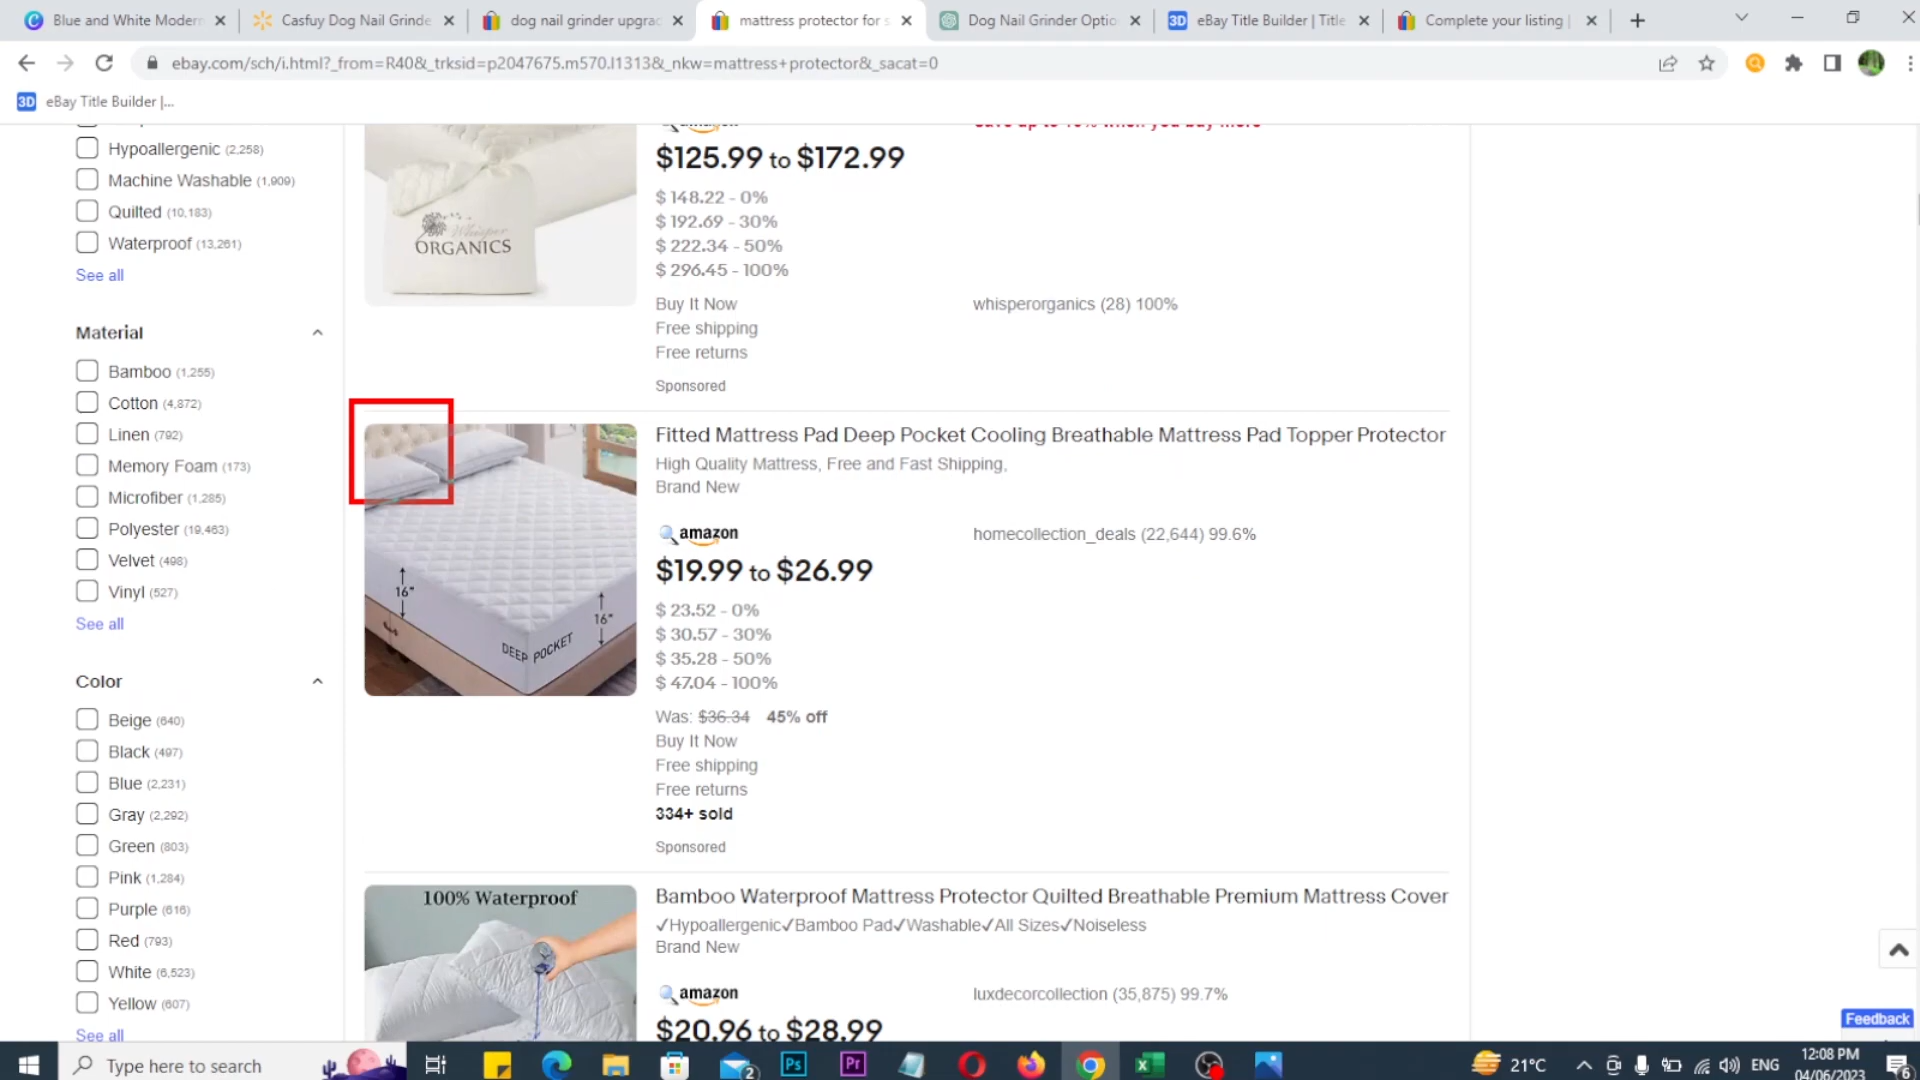 Blue and White Modern
Casfuy Dog Nail Grinde
dog nail grinder upgrac
mattress protector for s
Dog Nail Grinder Optio
3D eBay Title Builder | Title
Complete your listing |
ebay.com/sch/i.html?_from=R40&_trksid=p2047675.m570.l1313&_nkw=mattress+protector&_sacat=0
3D eBay Title Builder |...
Hypoallergenic (2,258)
Machine Washable (1,909)
Quilted (10,183)
Waterproof (13,261)
See all
Material
Bamboo (1,255)
Cotton (4,872)
Linen (792)
Memory Foam (173)
Microfiber (1,285)
Polyester (19,463)
Velvet (498)
Vinyl (527)
See all
Color
Beige (640)
Black (497)
Blue (2,231)
Gray (2,292)
Green (803)
Pink (1,284)
Purple (616)
Red (793)
White (6,523)
Yellow (607)
See all
Whisper
ORGANICS
$125.99 to $172.99
$ 148.22 - 0%
$ 192.69 - 30%
$ 222.34 - 50%
$ 296.45 - 100%
Buy It Now
whisperorganics (28) 100%
Free shipping
Free returns
Sponsored
16"
16"
DEEP POCKET
Fitted Mattress Pad Deep Pocket Cooling Breathable Mattress Pad Topper Protector
High Quality Mattress, Free and Fast Shipping,
Brand New
amazon
homecollection_deals (22,644) 99.6%
$19.99 to $26.99
$ 23.52 - 0%
$ 30.57 - 30%
$ 35.28 - 50%
$ 47.04 - 100%
Was: $36.34 45% off
Buy It Now
Free shipping
Free returns
334+ sold
Sponsored
100% Waterproof
Bamboo Waterproof Mattress Protector Quilted Breathable Premium Mattress Cover
✓Hypoallergenic✓Bamboo Pad✓Washable✓All Sizes✓Noiseless
Brand New
amazon
luxdecorcollection (35,875) 99.7%
$20.96 to $28.99
Feedback
Type here to search
2
Ps
Pr
21°C
ENG
12:08 PM
04/06/2023
6